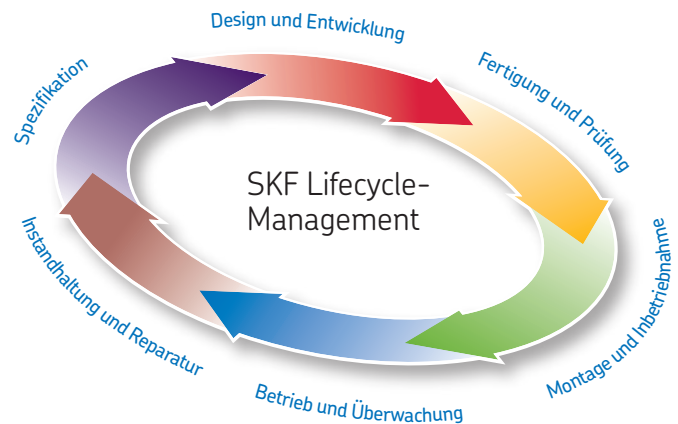 Design und Entwicklung
Fertigung und Prüfung
Spezifikation
SKF Lifecycle-
Management
Montage und Inbetriebnahme
Instandhaltung und Reparatur
Betrieb und Überwachung